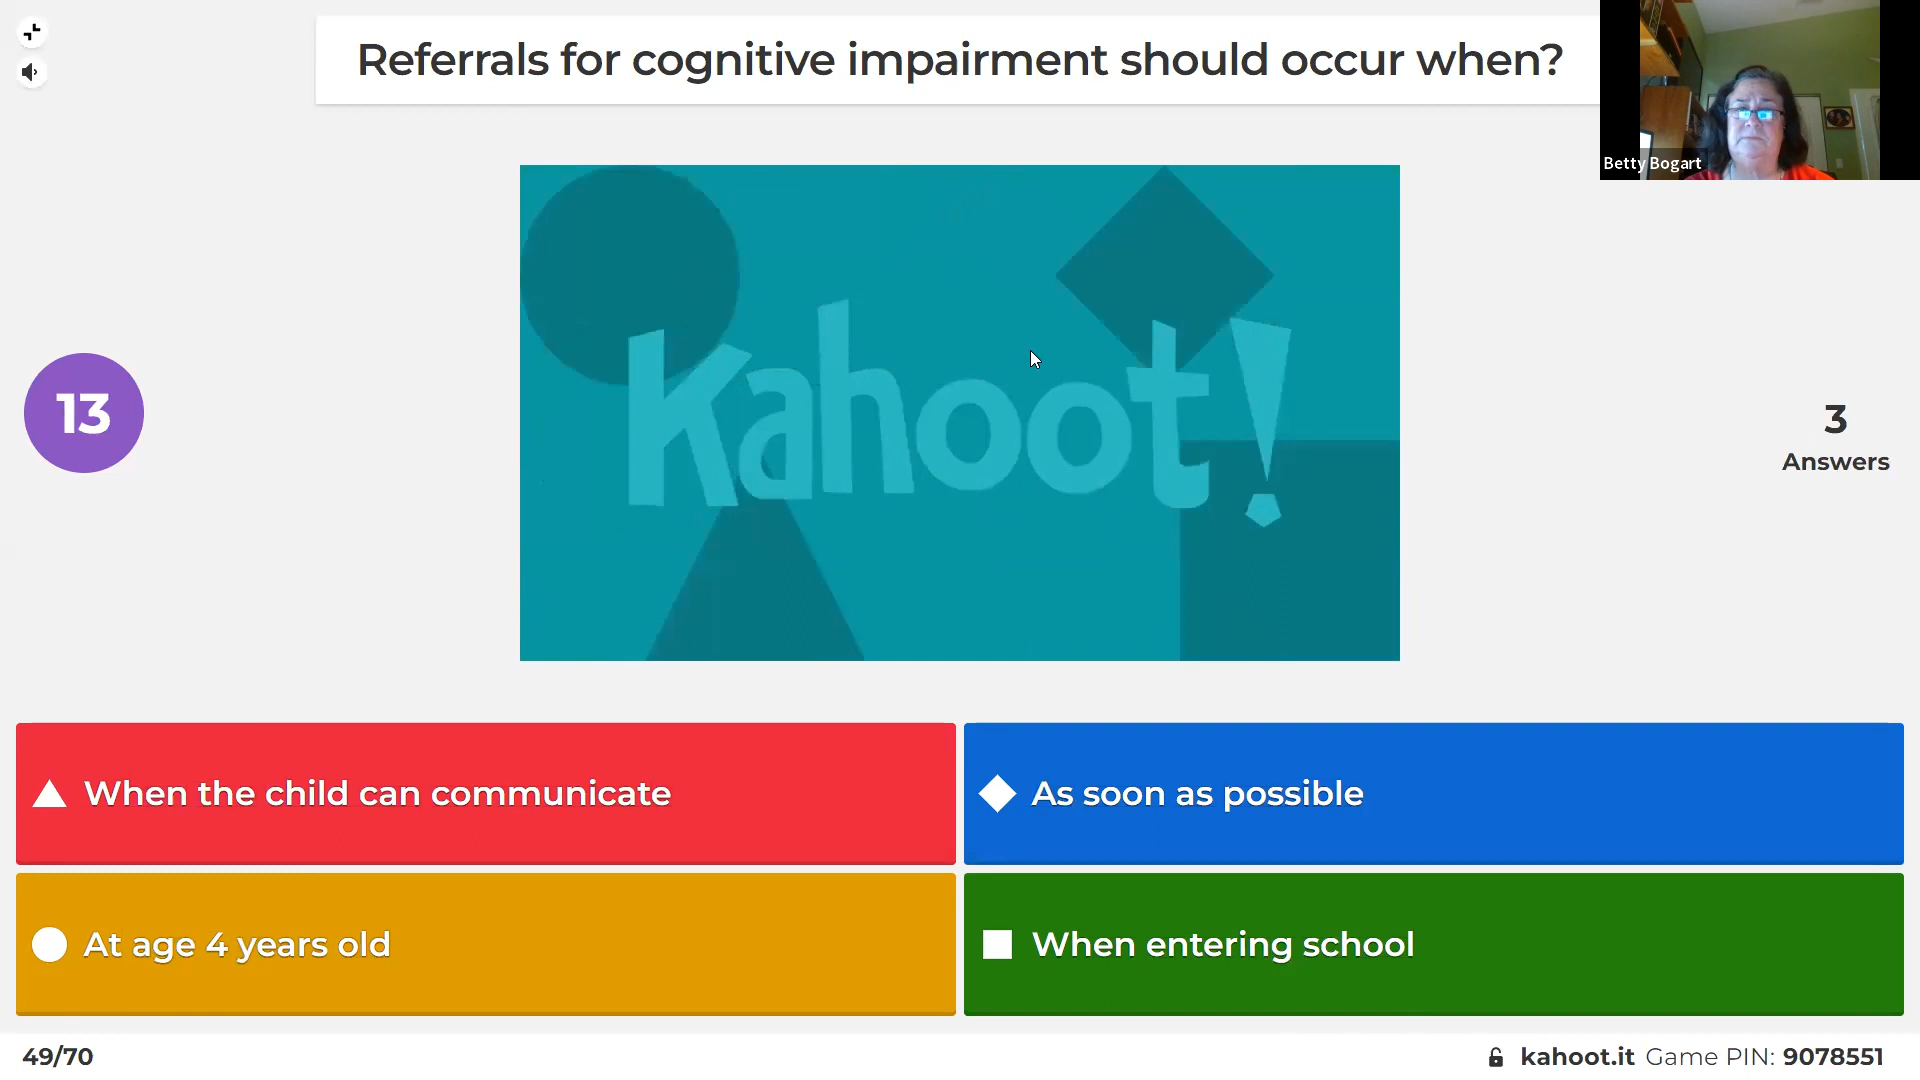 Referrals for cognitive impairment should occur when?
Betty Bogart
Kahoot!
13
3
Answers
When the child can communicate
As soon as possible
At age 4 years old
When entering school
49/70
kahoot.it Game PIN: 9078551